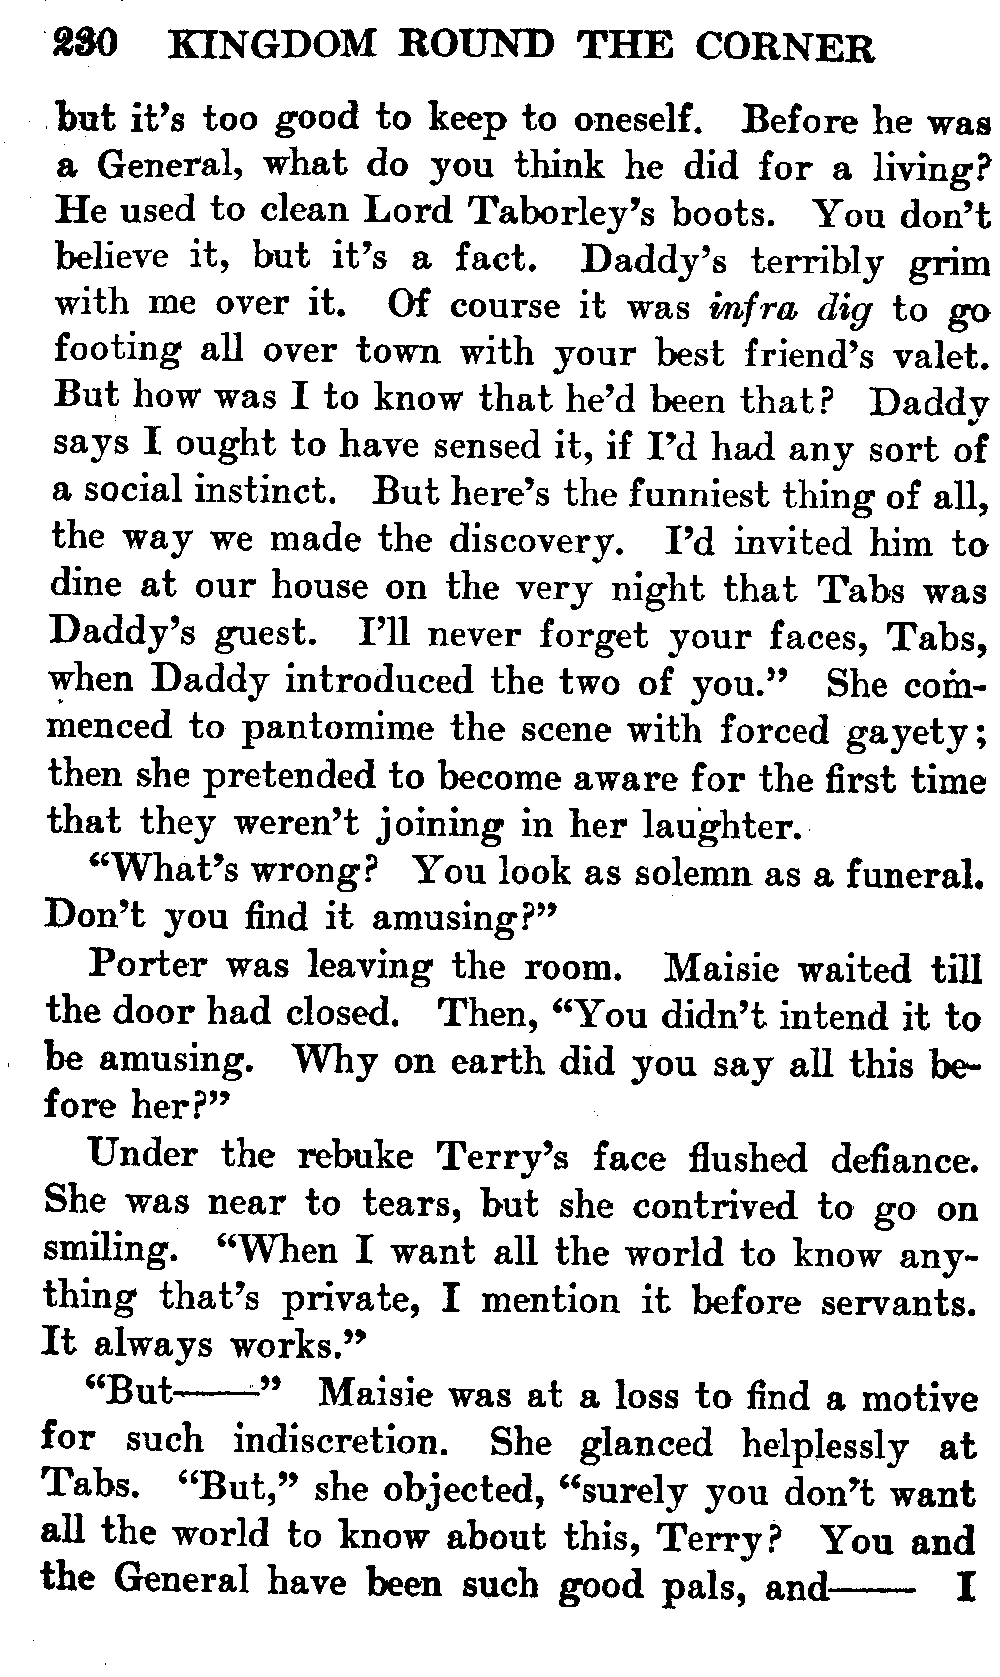 230 KINGDOM ROUND THE CORNER
but it's too good to keep to oneself. Before he was
a General, what do you think he did for a living?
He used to clean Lord Taborley's boots. You don't
believe it, but it's a fact. Daddy's terribly grim
with me over it. Of course it was infra dig to go
footing all over town with your best friend's valet.
But how was I to know that he'd been that? Daddy
says I ought to have sensed it, if I'd had any sort of
a social instinct. But here's the funniest thing of all,
the way we made the discovery. I'd invited him to
dine at our house on the very night that Tabs was
Daddy's guest. I'll never forget your faces, Tabs,
when Daddy introduced the two of you." She com-
menced to pantomime the scene with forced gayety;
then she pretended to become aware for the first time
that they weren't joining in her laughter.
"What's wrong? You look as solemn as a funeral.
Don't you find it amusing?"
Porter was leaving the room. Maisie waited till
the door had closed. Then, "You didn't intend it to
be amusing. Why on earth did you say all this be-
fore her?"
Under the rebuke Terry's face flushed defiance.
She was near to tears, but she contrived to go on
smiling. "When I want all the world to know any-
thing that's private, I mention it before servants.
It always works."
"But——" Maisie was at a loss to find a motive
for such indiscretion. She glanced helplessly at
Tabs. "But," she objected, "surely you don't want
all the world to know about this, Terry? You and
the General have been such good pals, and—— I